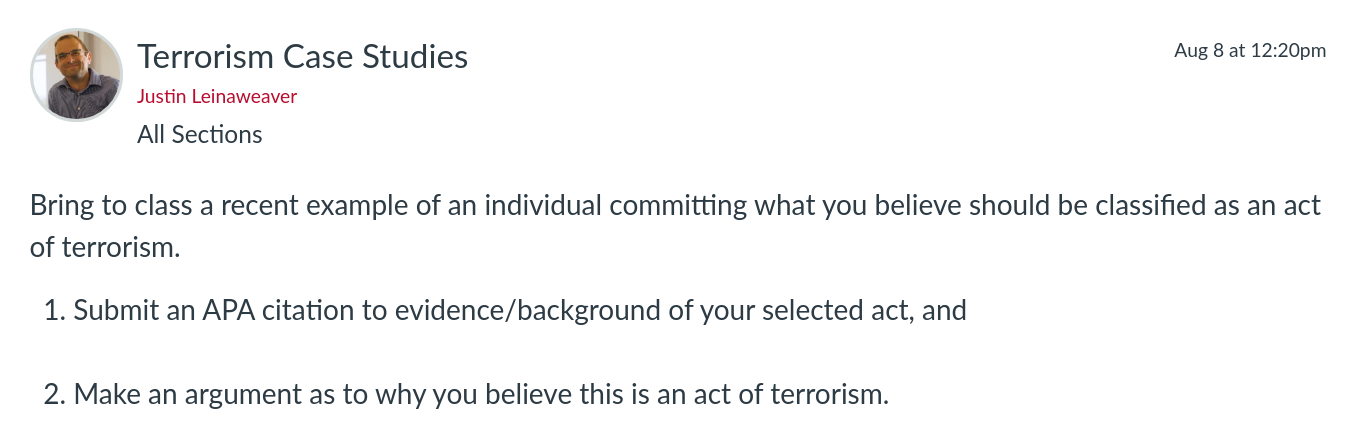 Terrorism Case Studies
Aug 8 at 12:20pm
Justin Leinaweaver
All Sections
Bring to class a recent example of an individual committing what you believe should be classified as an act
of terrorism.
1. Submit an APA citation to evidence/background of your selected act, and
2. Make an argument as to why you believe this is an act of terrorism.